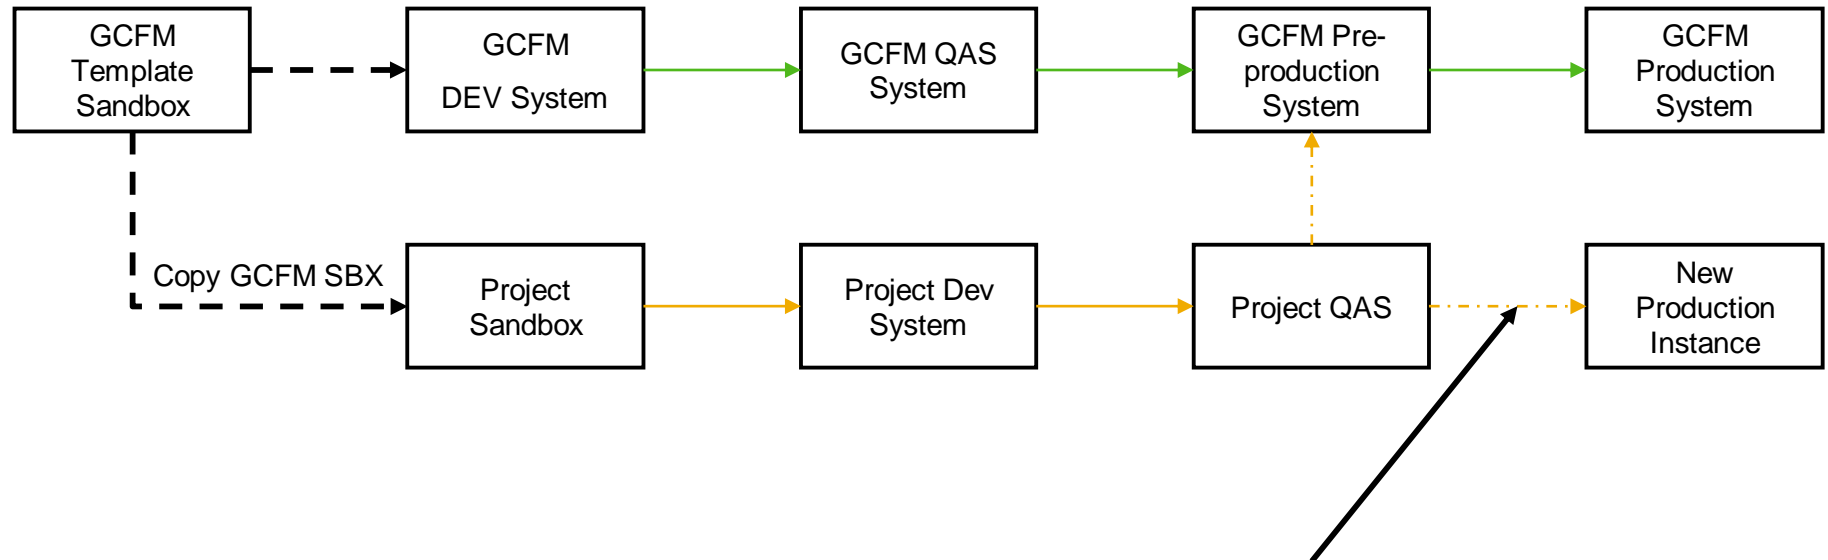 GCFM
Template
Sandbox
GCFM
DEV System
GCFM QAS
System
GCFM Pre-
production
System
GCFM
Production
System
Copy GCFM SBX
Project
Sandbox
Project Dev
System
Project QAS
New
Production
Instance